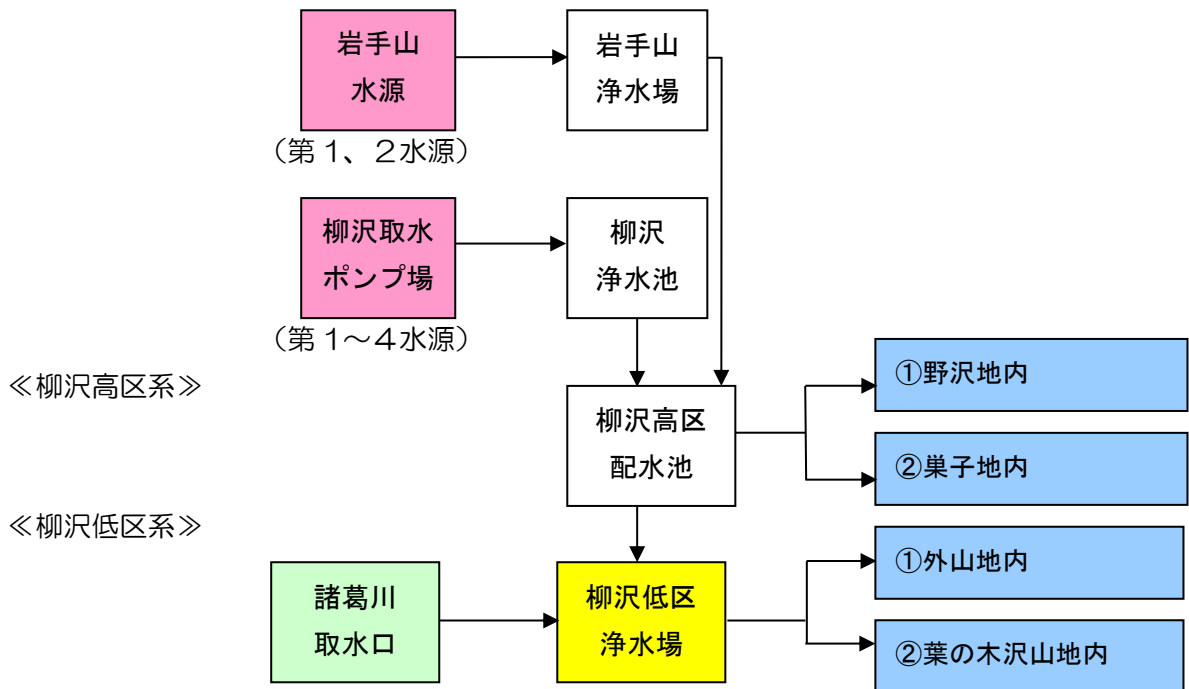 岩手山
水源
岩手山
浄水場
（第１、２水源）
柳沢取水
ポンプ場
柳沢
浄水池
（第１～４水源）
≪柳沢高区系≫
①野沢地内
柳沢高区
配水池
②巣子地内
≪柳沢低区系≫
①外山地内
諸葛川
取水口
柳沢低区
浄水場
②葉の木沢山地内